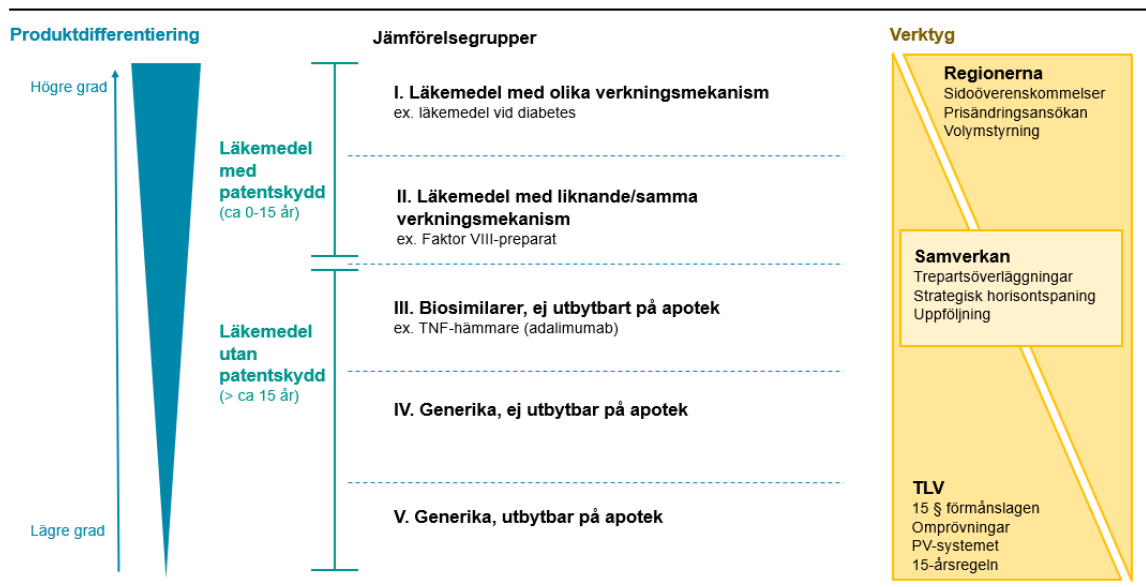 Produktdifferentiering
Högre grad
Lägre grad
Läkemedel
med
patentskydd
(ca 0-15 år)
Läkemedel
utan
patentskydd
(> ca 15 år)
Jämförelsegrupper
I. Läkemedel med olika verkningsmekanism
ex. läkemedel vid diabetes
II. Läkemedel med liknande/samma
verkningsmekanism
ex. Faktor VIII-preparat
III. Biosimilarer, ej utbytbart på apotek
ex. TNF-hämmare (adalimumab)
IV. Generika, ej utbytbar på apotek
V. Generika, utbytbar på apotek
Verktyg
Regionerna
Sidoöverenskommelser
Prisändringsansökan
Volymstyrning
Samverkan
Trepartsöverläggningar
Strategisk horisontspaning
Uppföljning
TLV
15 § förmånslagen
Omprövningar
PV-systemet
15-årsregeln